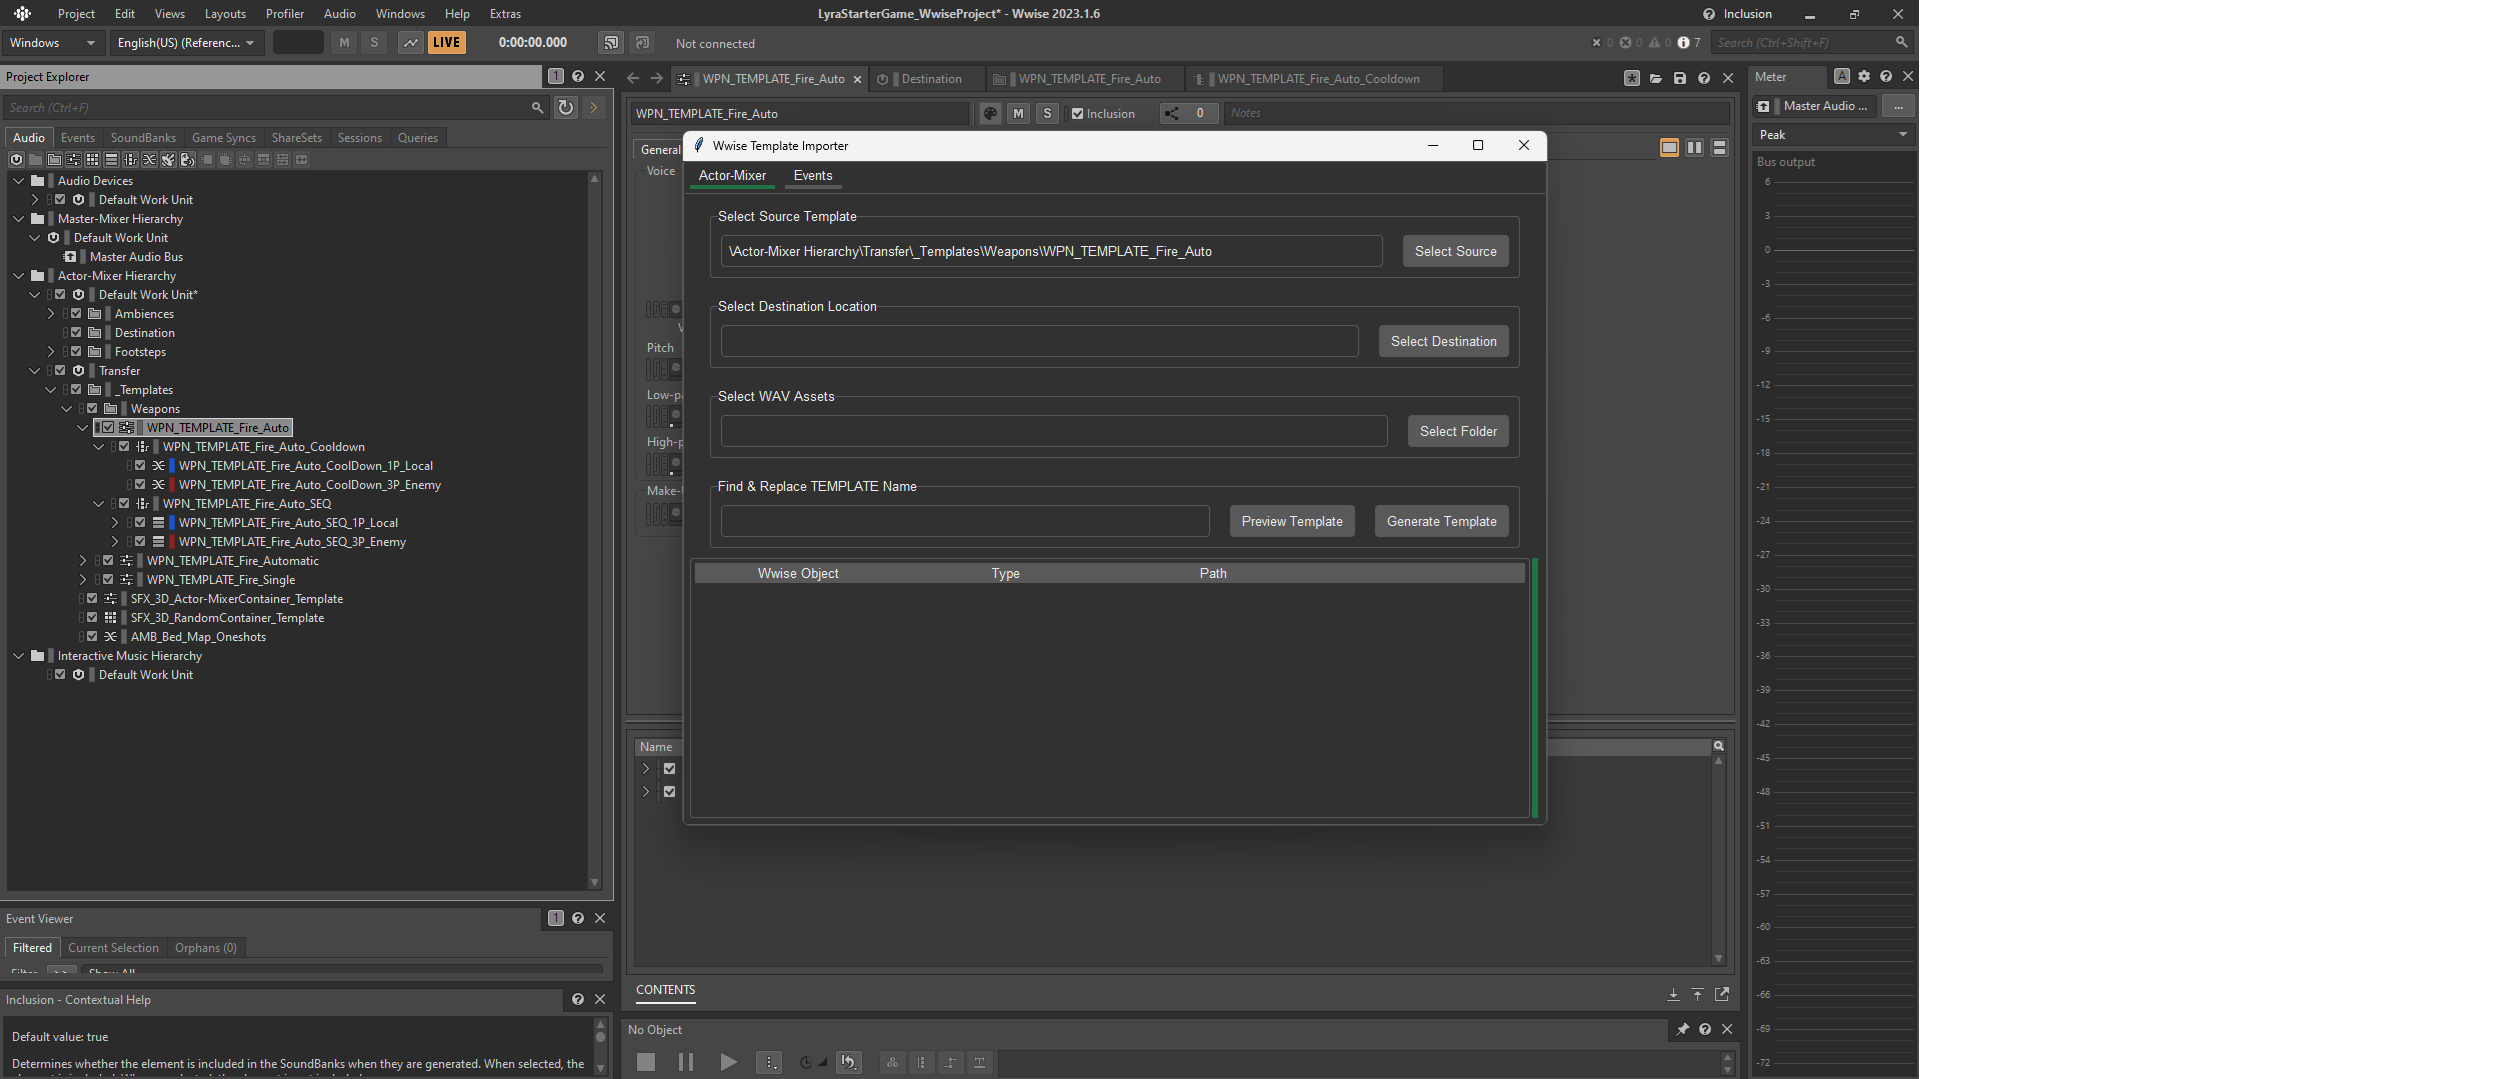 Project Edit Views Layouts Profiler Audio Windows Help Extras
LyraStarterGame_WwiseProject* - Wwise 2023.1.6
Inclusion
Windows
English(US) (Referenc...
M S
LIVE
0:00:00.000
Not connected
0 0 0 7
Search (Ctrl+Shift+F)
Project Explorer
1
Search (Ctrl+F)
Audio Events SoundBanks Game Syncs ShareSets Sessions Queries
Audio Devices
Default Work Unit
Master-Mixer Hierarchy
Default Work Unit
Master Audio Bus
Actor-Mixer Hierarchy
Default Work Unit*
Ambiences
Destination
Footsteps
Transfer
_Templates
Weapons
WPN_TEMPLATE_Fire_Auto
WPN_TEMPLATE_Fire_Auto_Cooldown
WPN_TEMPLATE_Fire_Auto_CoolDown_1P_Local
WPN_TEMPLATE_Fire_Auto_CoolDown_3P_Enemy
WPN_TEMPLATE_Fire_Auto_SEQ
WPN_TEMPLATE_Fire_Auto_SEQ_1P_Local
WPN_TEMPLATE_Fire_Auto_SEQ_3P_Enemy
WPN_TEMPLATE_Fire_Automatic
WPN_TEMPLATE_Fire_Single
SFX_3D_Actor-MixerContainer_Template
SFX_3D_RandomContainer_Template
AMB_Bed_Map_Oneshots
Interactive Music Hierarchy
Default Work Unit
Event Viewer
1
Filtered Current Selection Orphans (0)
Show All
Inclusion - Contextual Help
Default value: true
Determines whether the element is included in the SoundBanks when they are generated. When selected, the
WPN_TEMPLATE_Fire_Auto Destination WPN_TEMPLATE_Fire_Auto WPN_TEMPLATE_Fire_Auto_Cooldown
WPN_TEMPLATE_Fire_Auto
M S
Inclusion
0
Notes
General
Voice
Pitch
Low-pa
High-p
Make-
Wwise Template Importer
Actor-Mixer Events
Select Source Template
\Actor-Mixer Hierarchy\Transfer\_Templates\Weapons\WPN_TEMPLATE_Fire_Auto
Select Source
Select Destination Location
Select Destination
Select WAV Assets
Select Folder
Find & Replace TEMPLATE Name
Preview Template
Generate Template
Wwise Object Type Path
Name
CONTENTS
No Object
Meter
A
Master Audio ...
...
Peak
Bus output
6
3
0
-3
-6
-9
-12
-15
-18
-21
-24
-27
-30
-33
-36
-39
-42
-45
-48
-51
-54
-57
-60
-63
-66
-69
-72